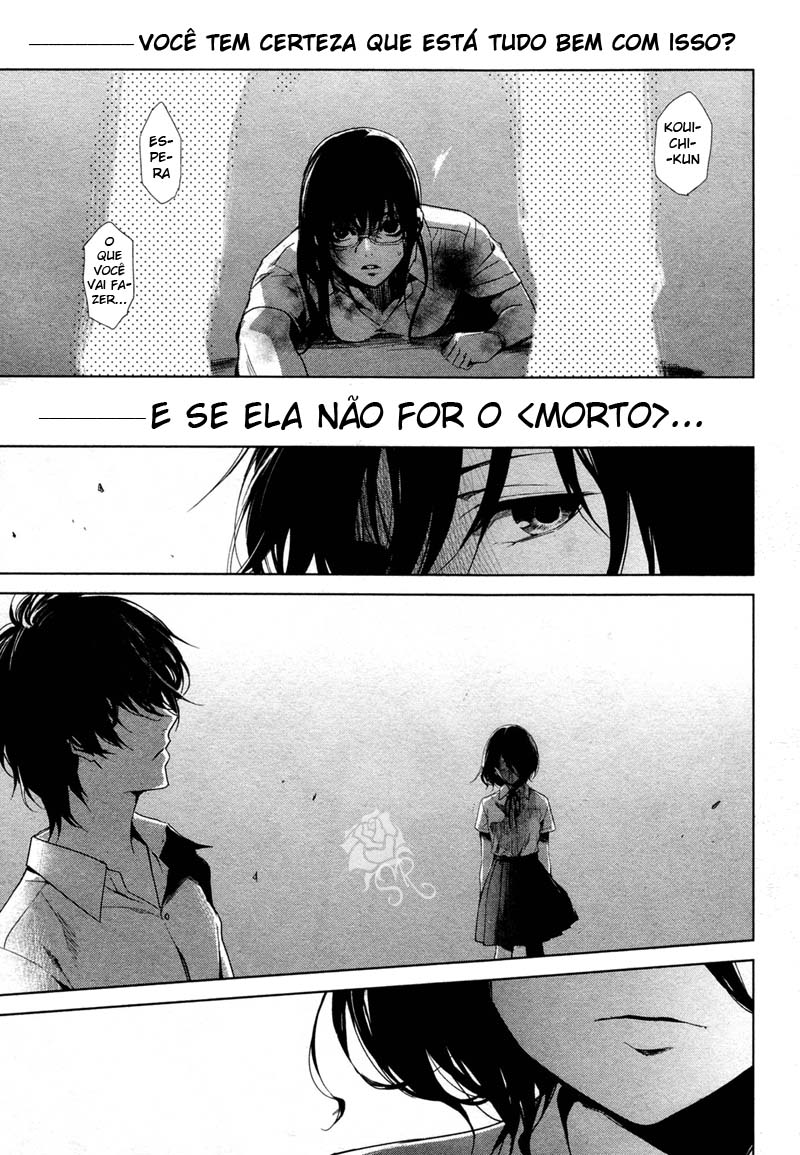 VOCÊ TEM CERTEZA QUE ESTÁ TUDO BEM COM ISSO?
KOUI-
CHI-
-KUN
ES-
PE-
RA
O
QUE
VOCÊ
VAI FA-
ZER...
E SE ELA NÃO FOR O <MORTO>...
JSR